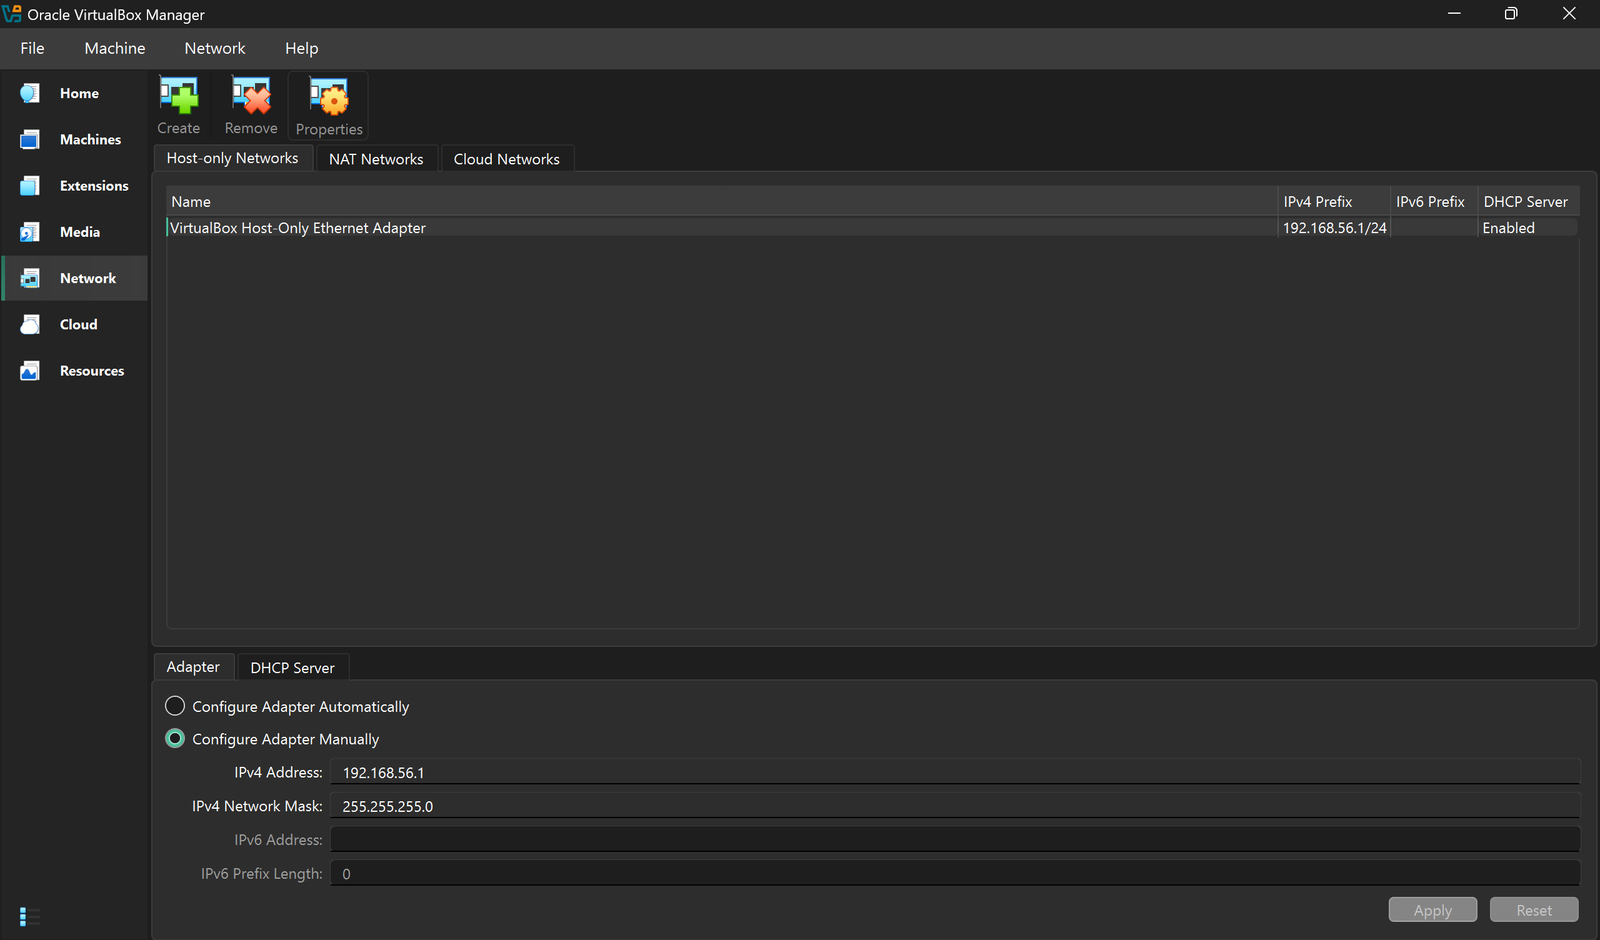 Oracle VirtualBox Manager
File Machine Network Help
Home
Machines
Extensions
Media
Network
Cloud
Resources
Create Remove Properties
Host-only Networks NAT Networks Cloud Networks
Name IPv4 Prefix IPv6 Prefix DHCP Server
VirtualBox Host-Only Ethernet Adapter 192.168.56.1/24 Enabled
Adapter DHCP Server
Configure Adapter Automatically
Configure Adapter Manually
IPv4 Address: 192.168.56.1
IPv4 Network Mask: 255.255.255.0
IPv6 Address:
IPv6 Prefix Length: 0
Apply Reset